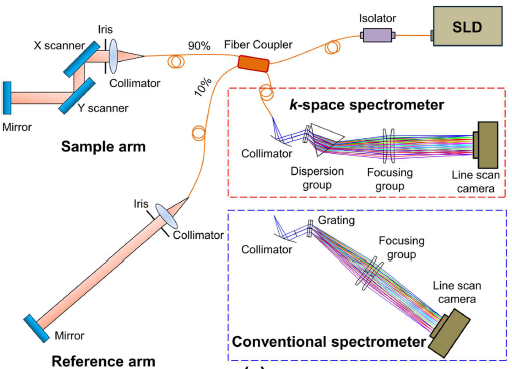 Iris
X scanner
90%
Fiber Coupler
Isolator
SLD
Collimator
10%
Y scanner
Mirror
Sample arm
k-space spectrometer
Collimator
Dispersion
group
Focusing
group
Line scan
camera
Iris
Collimator
Mirror
Reference arm
Grating
Collimator
Focusing
group
Line scan
camera
Conventional spectrometer